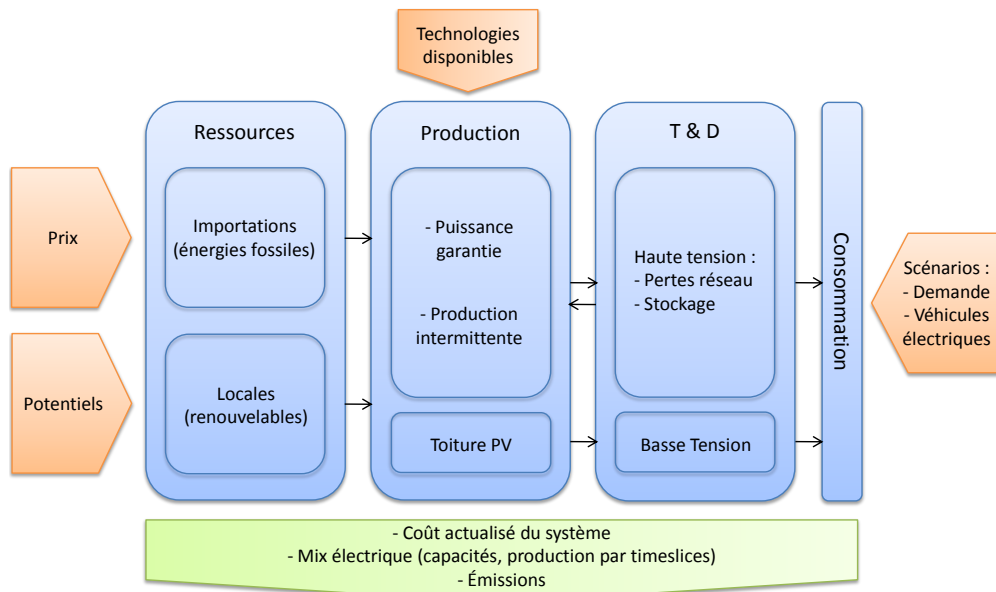 Technologies
disponibles
Ressources
Production
T & D
Prix
Importations
(énergies fossiles)
- Puissance
garantie
- Production
intermittente
Haute tension :
- Pertes réseau
- Stockage
Consommation
Scénarios :
- Demande
- Véhicules
électriques
Potentiels
Locales
(renouvelables)
Toiture PV
Basse Tension
- Coût actualisé du système
- Mix électrique (capacités, production par timeslices)
- Émissions